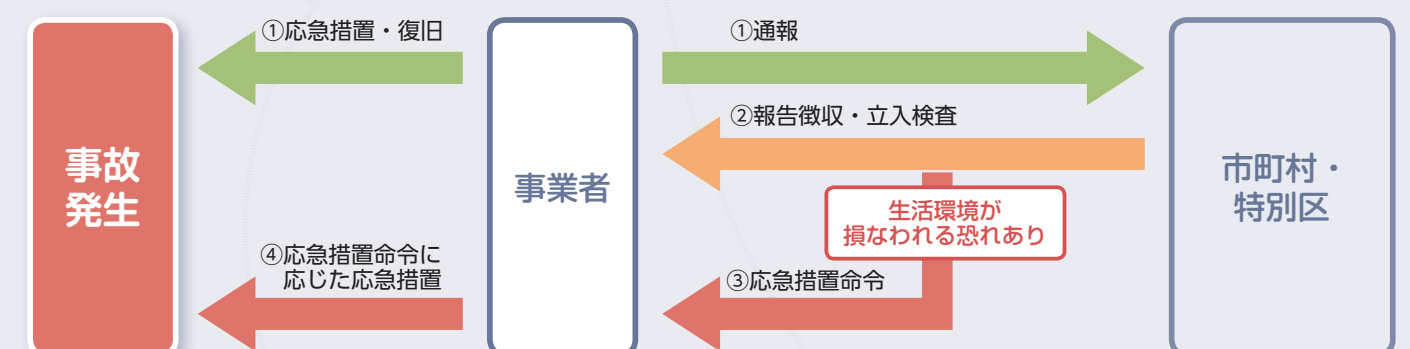 事故
発生
①応急措置・復旧
④応急措置命令に
応じた応急措置
事業者
①通報
②報告徴収・立入検査
生活環境が
損なわれる恐れあり
③応急措置命令
市町村・
特別区